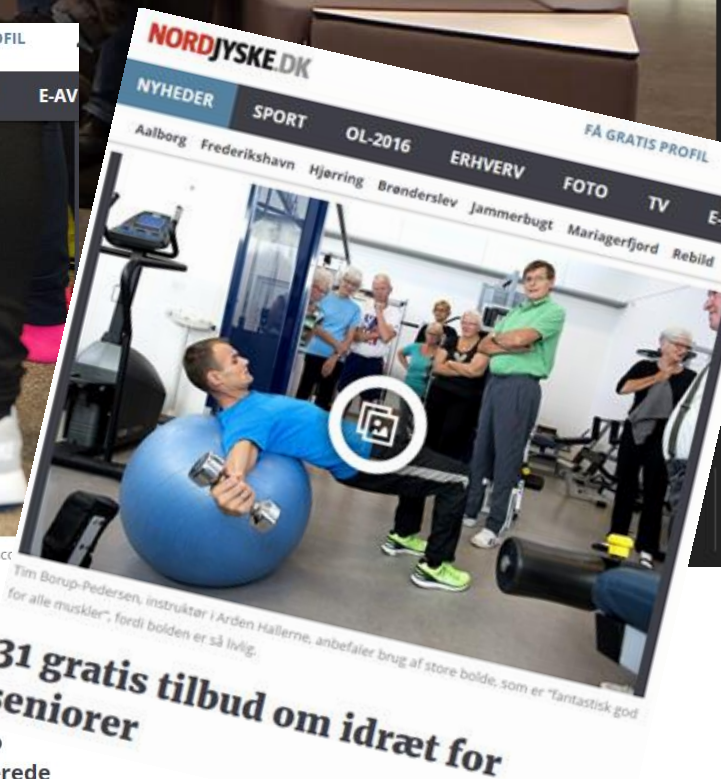 OFIL
E-AV
NORDJYSKE.DK
FÅ GRATIS PROFIL
NYHEDER SPORT OL-2016 ERHVERV FOTO TV E-
Aalborg Frederikshavn Hjørring Brønderslev Jammerbugt Mariagerfjord Rebild
Tim Borup-Pedersen, instruktør i Arden Hallerne, anbefaler brug af store bolde, som er "fantastisk god
for alle muskler", fordi bolden er så livlig.
31 gratis tilbud om idræt for
seniorer
rede